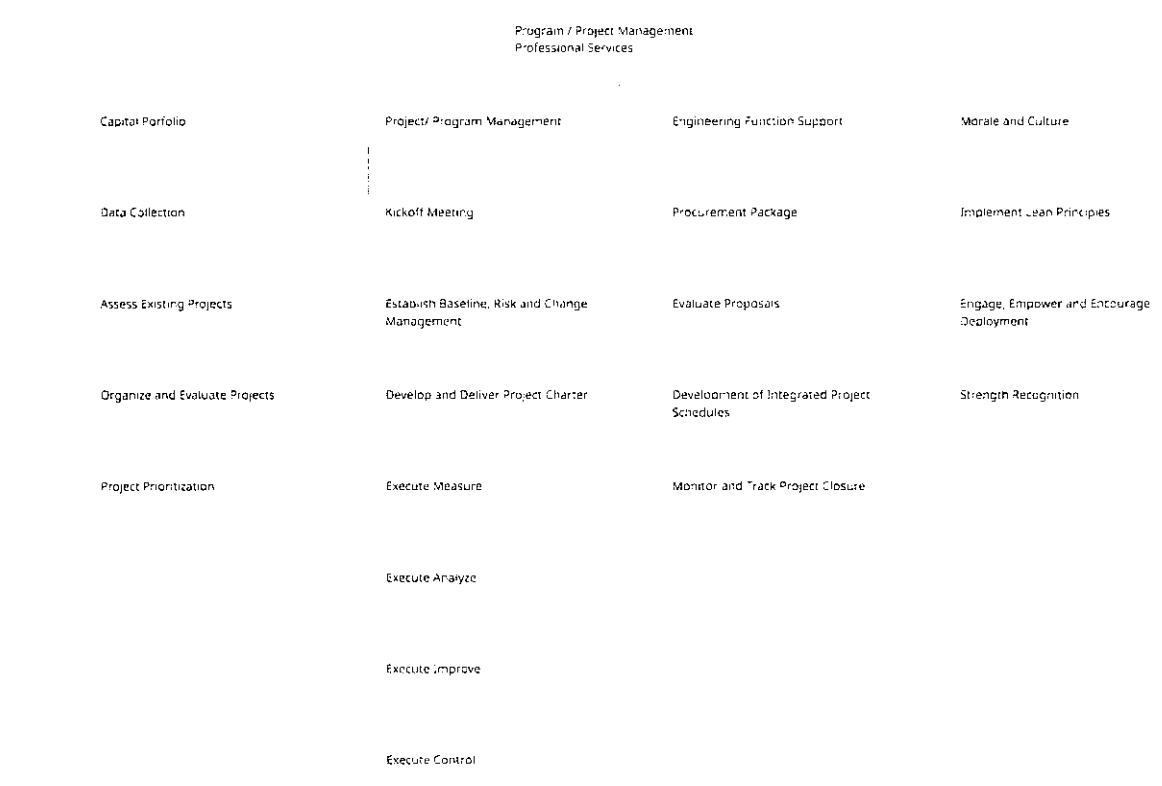 Program / Project Management
Professional Services
Capital Porfolio
Project/ Program Management
Engineering Function Support
Morale and Culture
Data Collection
Kickoff Meeting
Procurement Package
Implement Lean Principles
Assess Existing Projects
Establish Baseline, Risk and Change
Management
Evaluate Proposals
Engage, Empower and Encourage
Deployment
Organize and Evaluate Projects
Develop and Deliver Project Charter
Development of Integrated Project
Schedules
Strength Recognition
Project Prioritization
Execute Measure
Monitor and Track Project Closure
Execute Analyze
Execute Improve
Execute Control